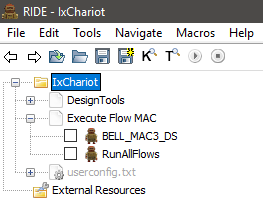 RIDE - IxChariot
File Edit Tools Navigate Macros Help
K T
IxChariot
DesignTools
Execute Flow MAC
BELL_MAC3_DS
RunAllFlows
userconfig.txt
External Resources